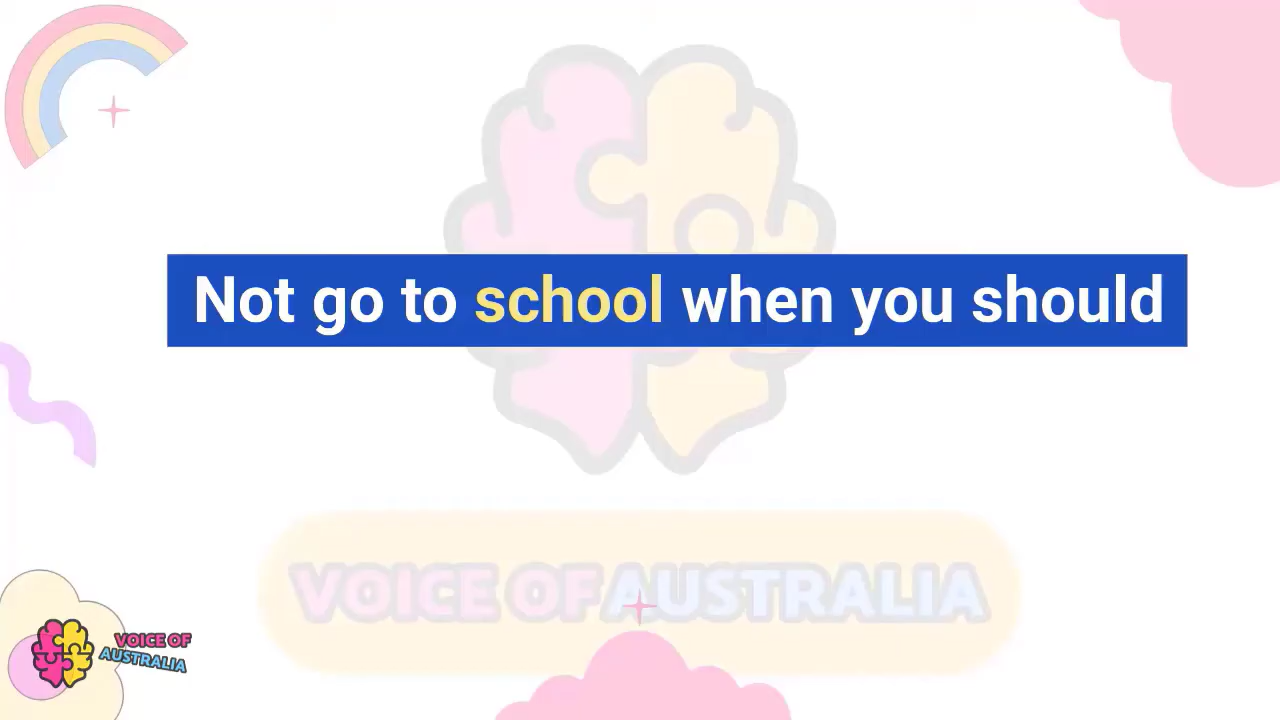 Not go to school when you should
VOICE OF AUSTRALIA
VOICE OF
AUSTRALIA